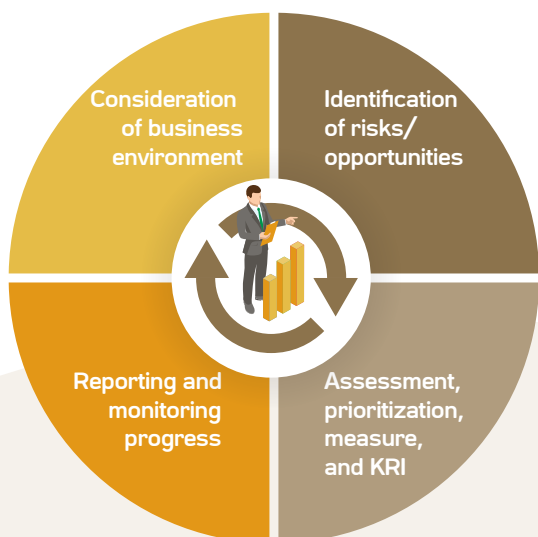 Consideration
of business
environment
Identification
of risks/
opportunities
Assessment,
prioritization,
measure,
and KRI
Reporting and
monitoring
progress